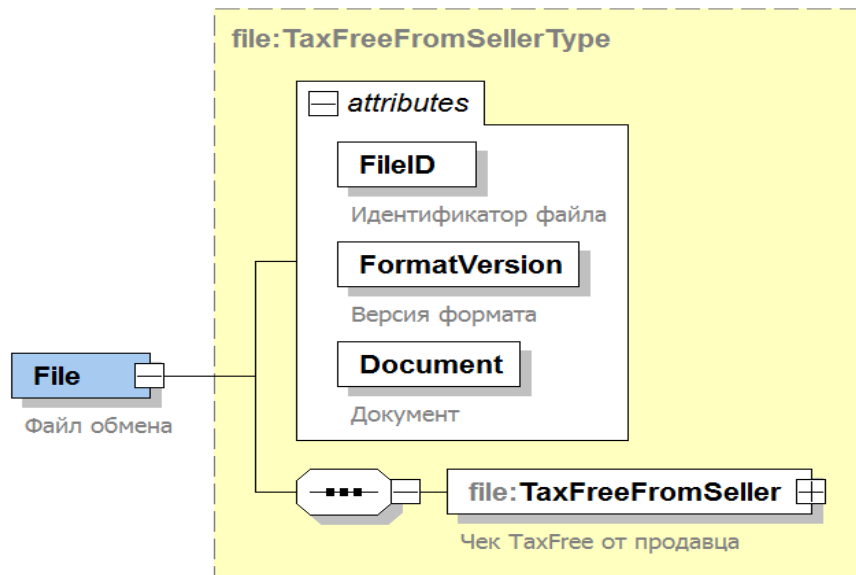 file:TaxFreeFromSellerType
attributes
FileID
Идентификатор файла
FormatVersion
Версия формата
Document
Документ
File
Файл обмена
file:TaxFreeFromSeller
Чек TaxFree от продавца